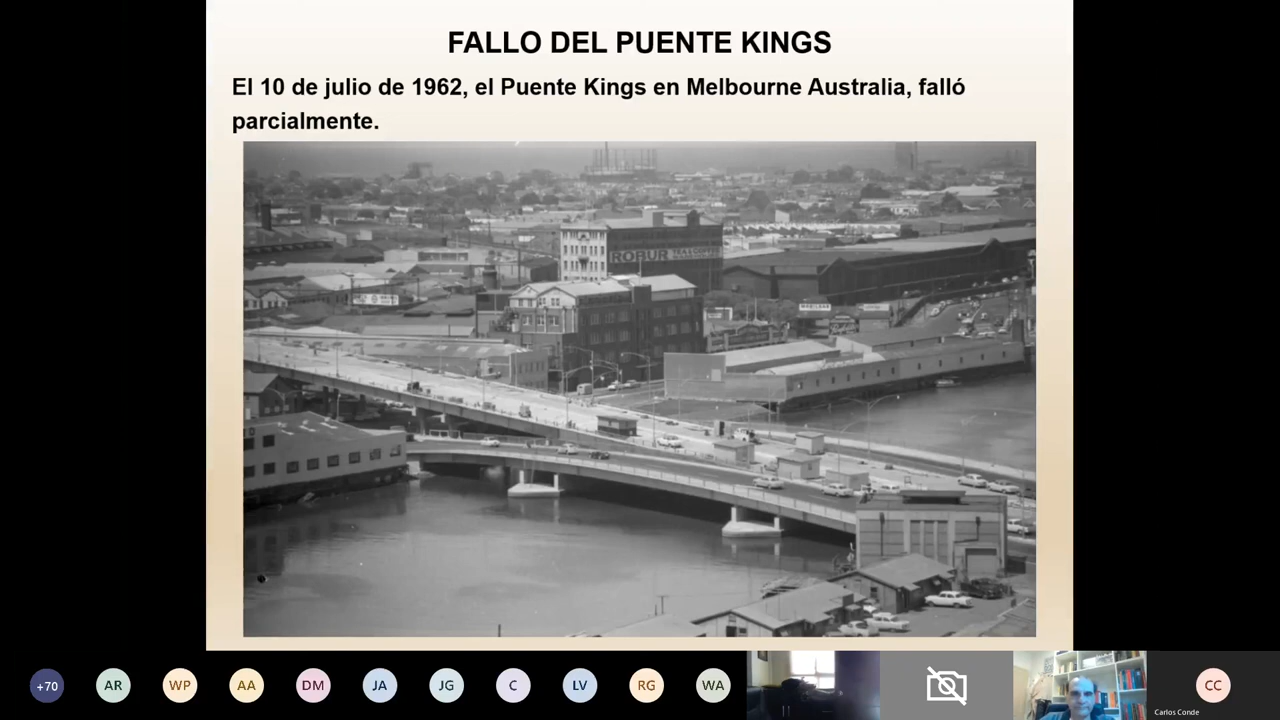 FALLO DEL PUENTE KINGS
El 10 de julio de 1962, el Puente Kings en Melbourne Australia, falló
parcialmente.
ROBUR
+70
AR
WP
AA
DM
JA
JG
C
LV
RG
WA
Carlos Conde
CC